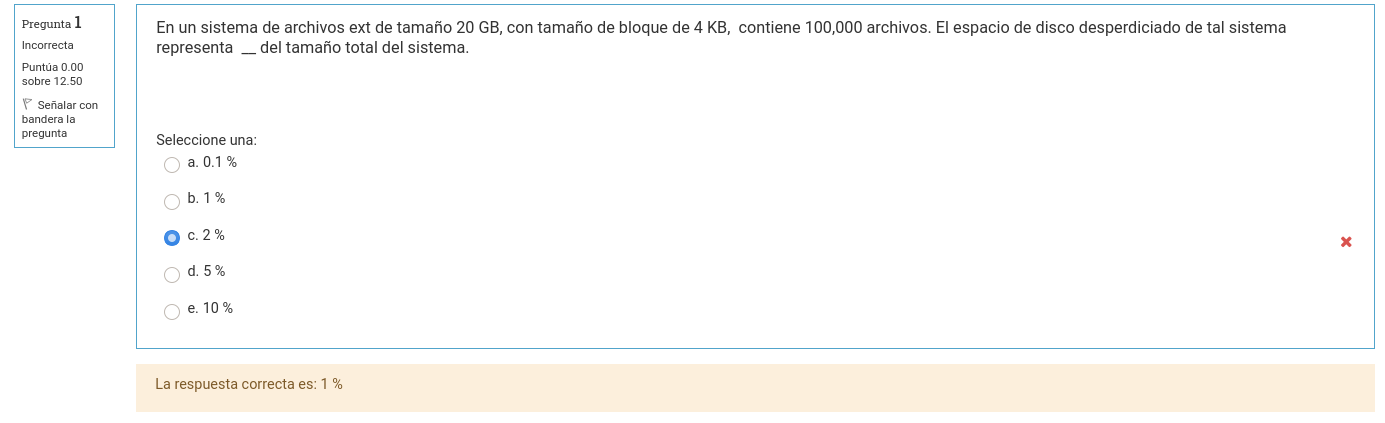 Pregunta 1
Incorrecta
Puntúa 0.00
sobre 12.50
Señalar con
bandera la
pregunta
En un sistema de archivos ext de tamaño 20 GB, con tamaño de bloque de 4 KB,  contiene 100,000 archivos. El espacio de disco desperdiciado de tal sistema
representa  __ del tamaño total del sistema.
Seleccione una:
a. 0.1 %
b. 1 %
c. 2 %
d. 5 %
e. 10 %
La respuesta correcta es: 1 %